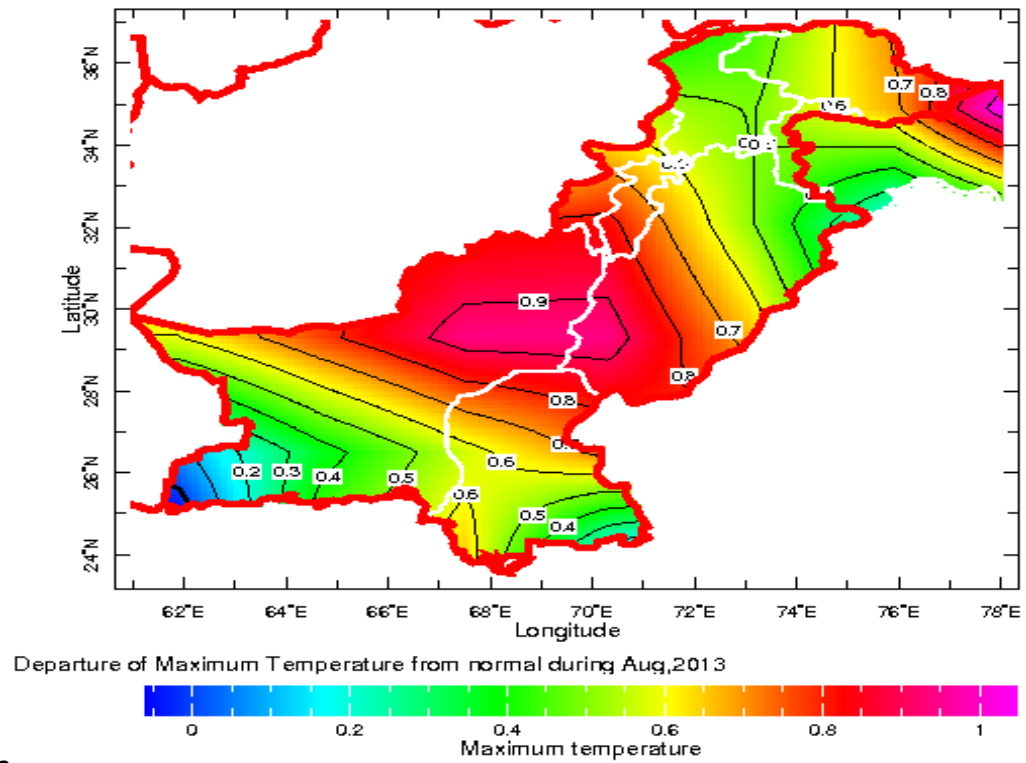 36°N
0.7
0.8
0.6
34°N
32°N
Latitude
30°N
0.9
0.7
0.8
28°N
0.8
0.6
26°N
0.2
0.3
0.4
0.5
0.6
0.5
0.4
24°N
62°E 64°E 66°E 68°E 70°E 72°E 74°E 76°E 78°E
Longitude
Departure of Maximum Temperature from normal during Aug,2013
0 0.2 0.4 0.6 0.8 1
Maximum temperature